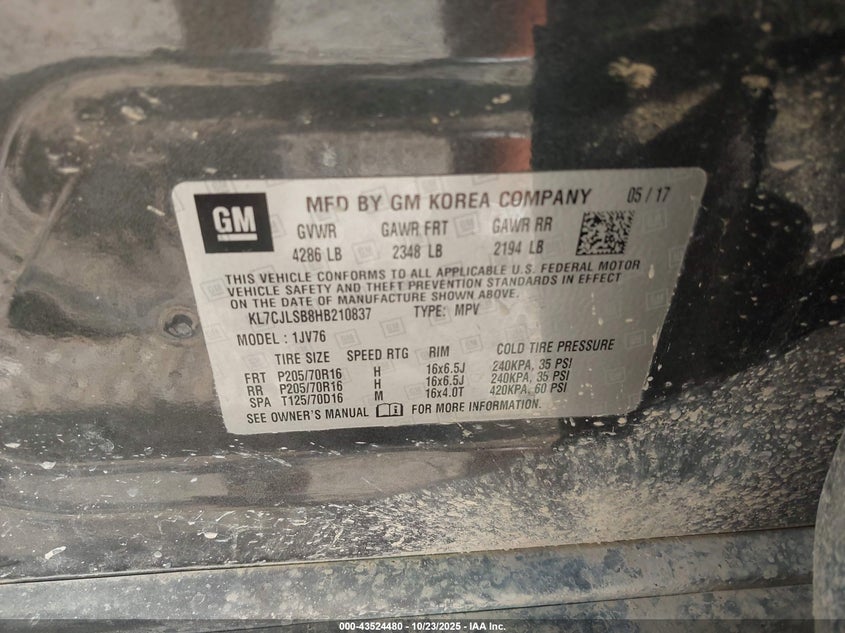 GM
MFD BY GM KOREA COMPANY 05 / 17
GVWR GAWR FRT GAWR RR
4286 LB 2348 LB 2194 LB
THIS VEHICLE CONFORMS TO ALL APPLICABLE U.S. FEDERAL MOTOR
VEHICLE SAFETY AND THEFT PREVENTION STANDARDS IN EFFECT
ON THE DATE OF MANUFACTURE SHOWN ABOVE.
KL7CJLSB8HB210837 TYPE: MPV
MODEL : 1JV76
TIRE SIZE SPEED RTG RIM COLD TIRE PRESSURE
FRT P205/70R16 H 16x6.5J 240KPA, 35 PSI
RR P205/70R16 H 16x6.5J 240KPA, 35 PSI
SPA T125/70D16 M 16x4.0T 420KPA, 60 PSI
SEE OWNER'S MANUAL FOR MORE INFORMATION.
000-43524480 - 10/23/2025 - IAA Inc.